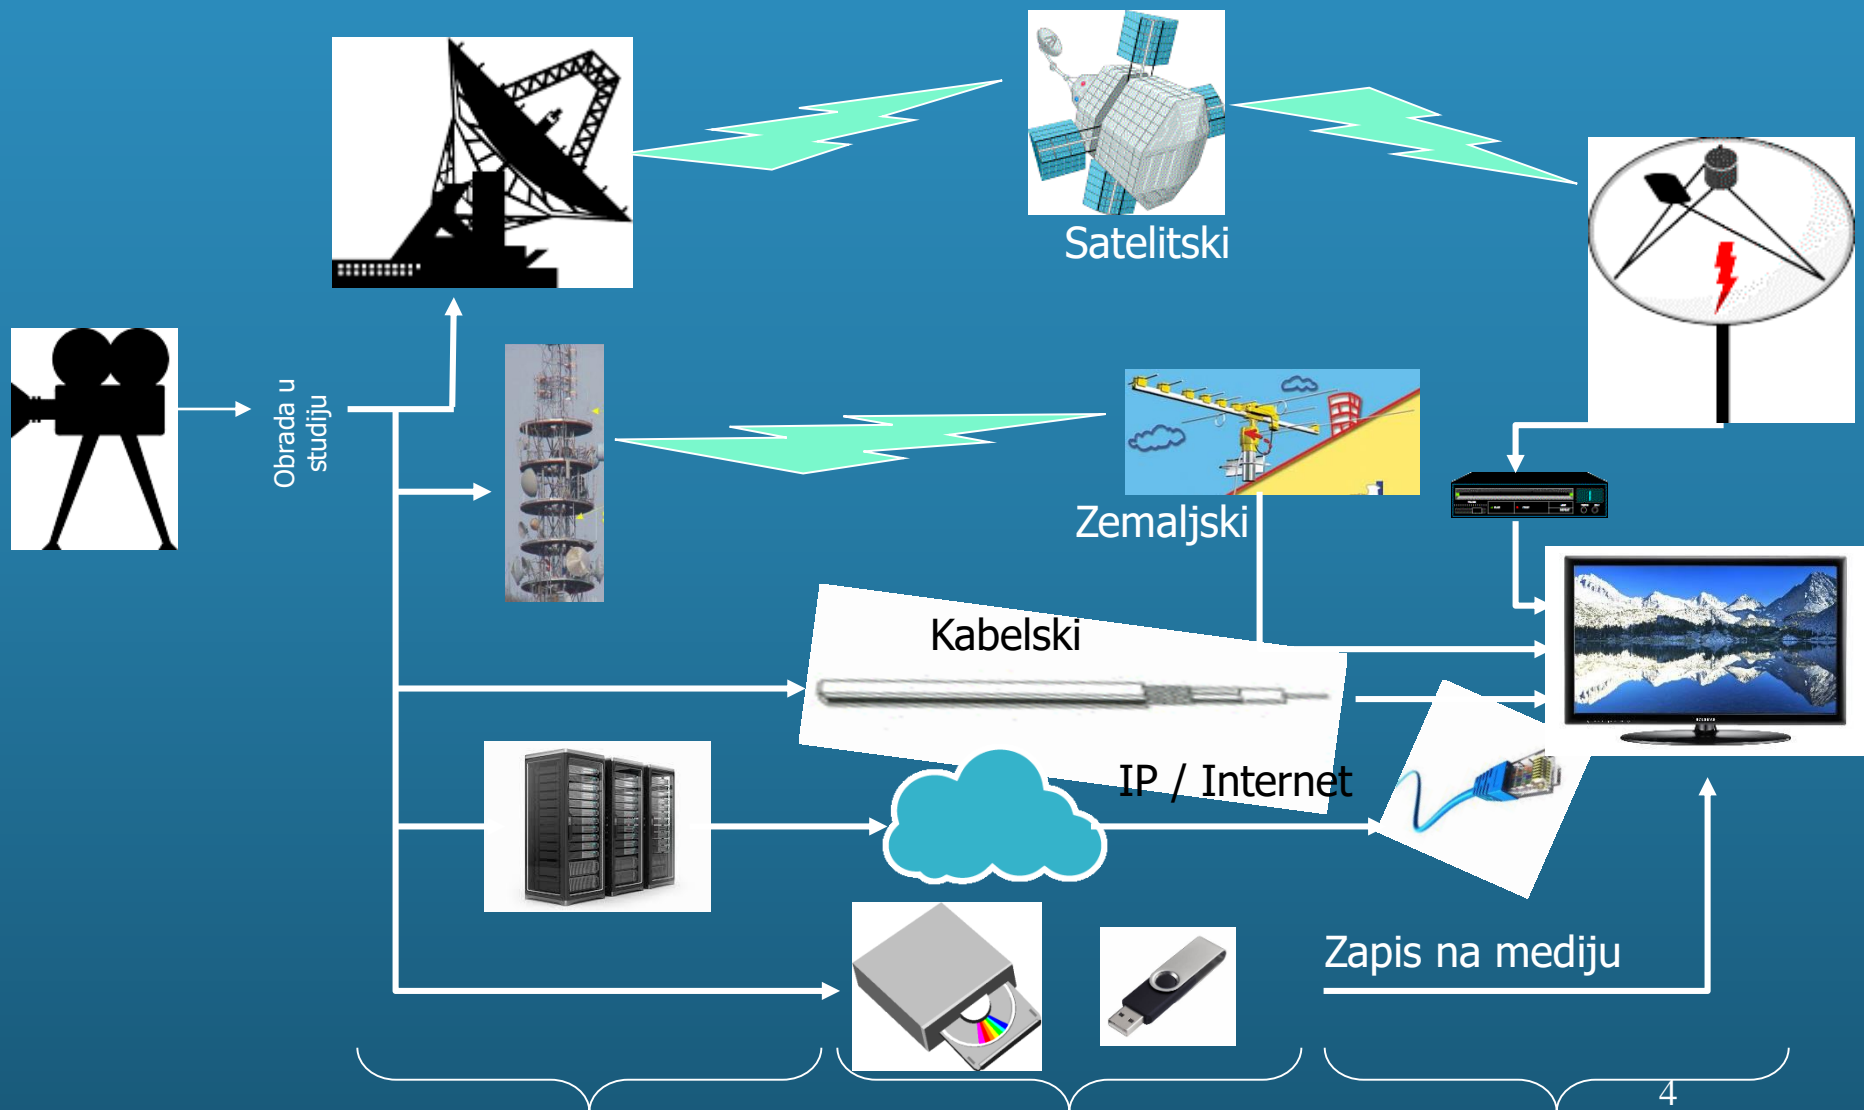 Satelitski
Obrada u
studiju
Zemaljski
Kabelski
IP / Internet
Zapis na mediju
4